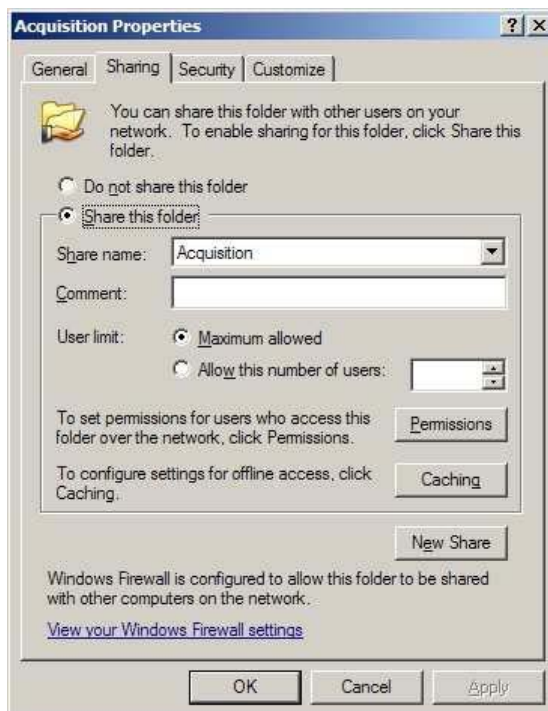 Acquisition Properties
General Sharing Security Customize
You can share this folder with other users on your
network. To enable sharing for this folder, click Share this
folder.
Do not share this folder
Share this folder
Share name: Acquisition
Comment:
User limit: Maximum allowed
Allow this number of users:
To set permissions for users who access this
folder over the network, click Permissions.
Permissions
To configure settings for offline access, click
Caching.
Caching
New Share
Windows Firewall is configured to allow this folder to be shared
with other computers on the network.
View your Windows Firewall settings
OK Cancel Apply